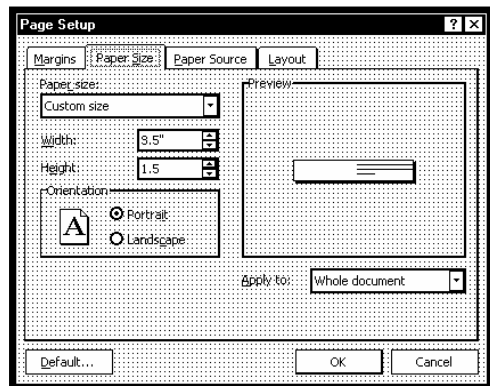 Page Setup
Margins Paper Size Paper Source Layout
Paper size:
Custom size
Width: 3.5"
Height: 1.5
Orientation
A
Portrait
Landscape
Preview
Apply to: Whole document
Default... OK Cancel